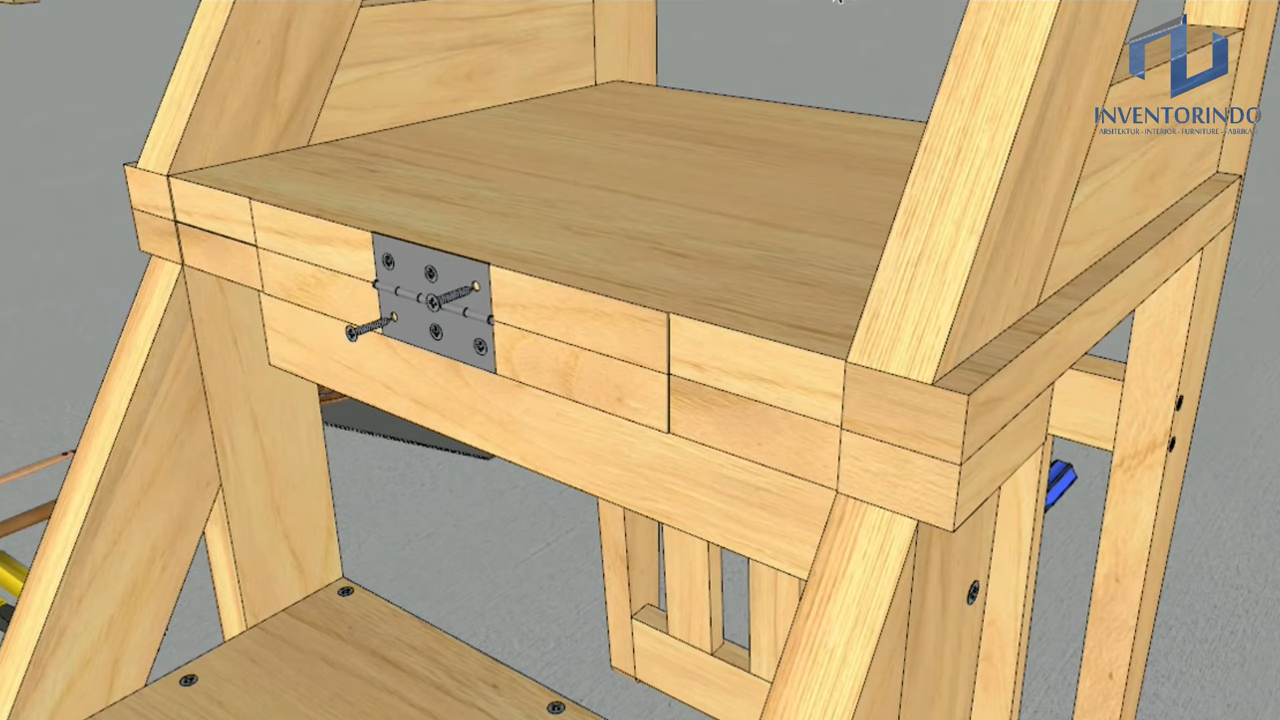 INVENTORINDO
ARSITEKTUR - INTERIOR - FURNITURE - FABRIKASI